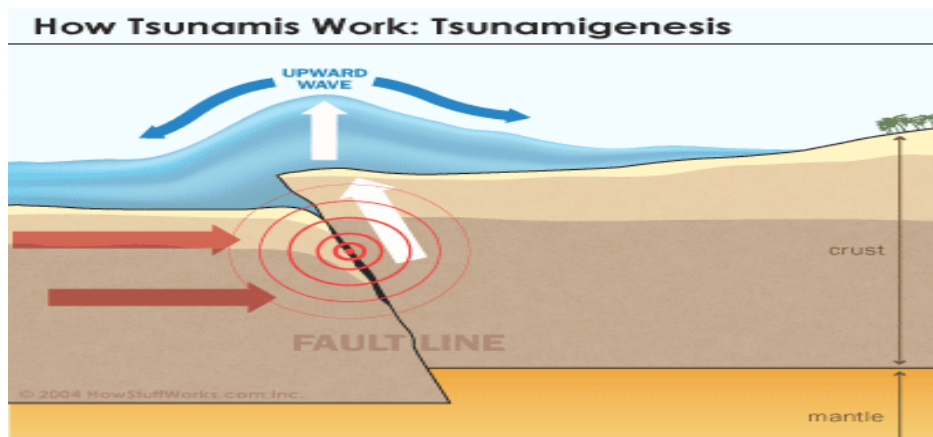 How Tsunamis Work: Tsunamigenesis
UPWARD
WAVE
crust
FAULT LINE
© 2004 HowStuffWorks.com Inc.
mantle